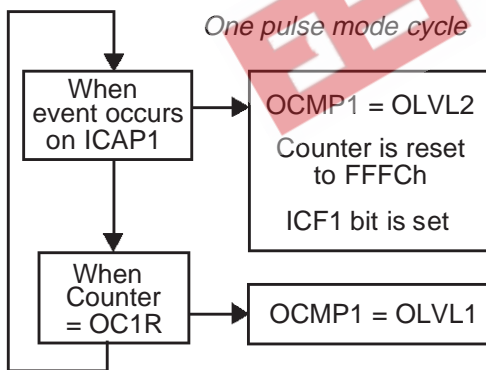 One pulse mode cycle
When
event occurs
on ICAP1
OCMP1 = OLVL2
Counter is reset
to FFFCh
ICF1 bit is set
When
Counter
= OC1R
OCMP1 = OLVL1